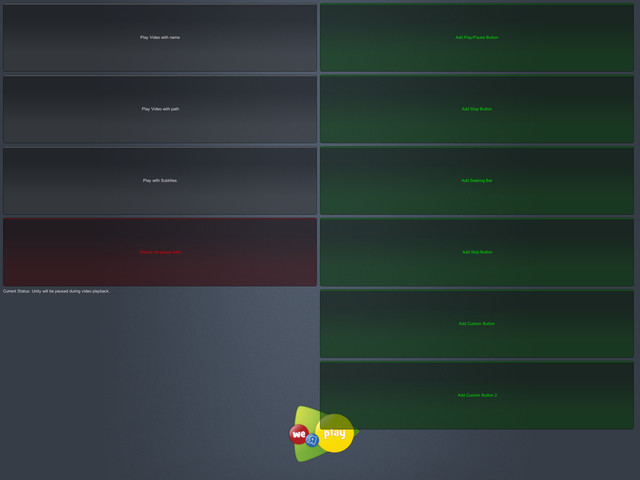 Play Video with name
Play Video with path
Play with Subtitles
Current Status: Unity will be paused during video playback.
Add Play/Pause Button
Add Stop Button
Add Seeking Bar
Add Skip Button
Add Custom Button
Add Custom Button 2
we
play